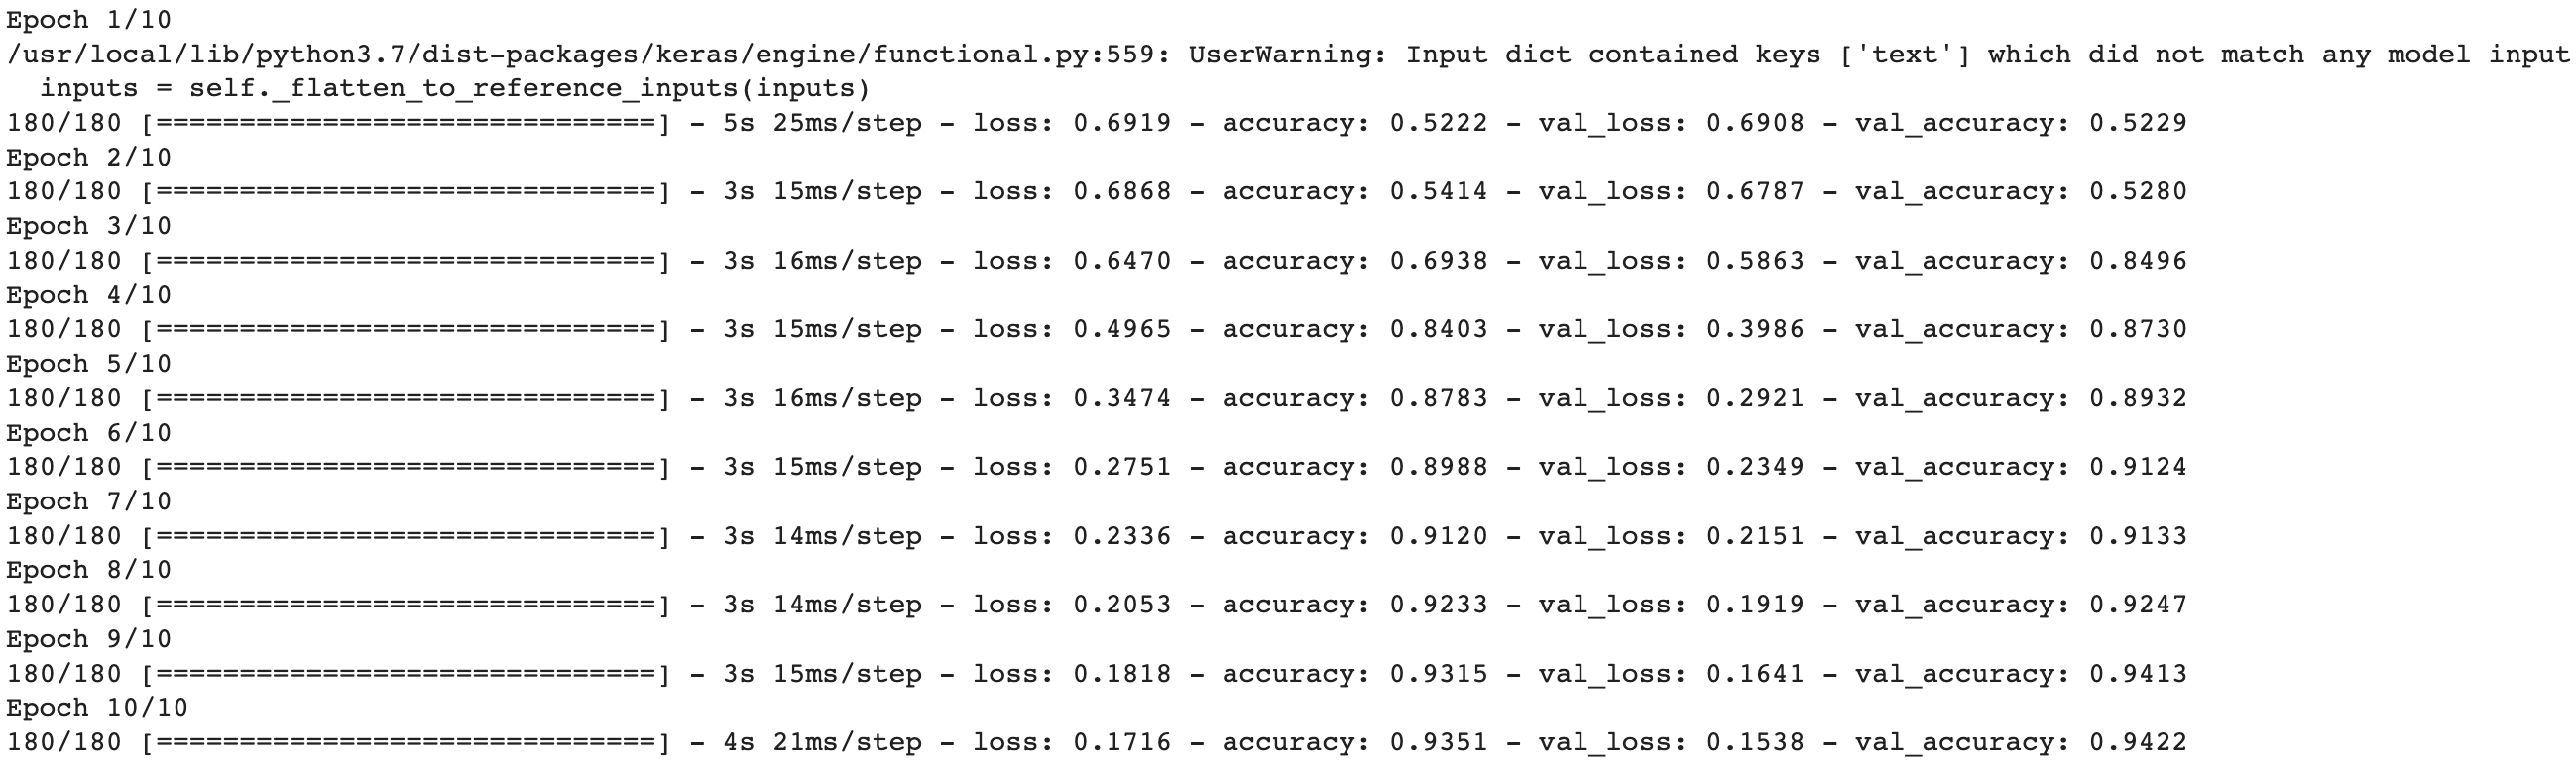 Epoch 1/10
/usr/local/lib/python3.7/dist-packages/keras/engine/functional.py:559: UserWarning: Input dict contained keys ['text'] which did not match any model input
  inputs = self._flatten_to_reference_inputs(inputs)
180/180 [==============================] - 5s 25ms/step - loss: 0.6919 - accuracy: 0.5222 - val_loss: 0.6908 - val_accuracy: 0.5229
Epoch 2/10
180/180 [==============================] - 3s 15ms/step - loss: 0.6868 - accuracy: 0.5414 - val_loss: 0.6787 - val_accuracy: 0.5280
Epoch 3/10
180/180 [==============================] - 3s 16ms/step - loss: 0.6470 - accuracy: 0.6938 - val_loss: 0.5863 - val_accuracy: 0.8496
Epoch 4/10
180/180 [==============================] - 3s 15ms/step - loss: 0.4965 - accuracy: 0.8403 - val_loss: 0.3986 - val_accuracy: 0.8730
Epoch 5/10
180/180 [==============================] - 3s 16ms/step - loss: 0.3474 - accuracy: 0.8783 - val_loss: 0.2921 - val_accuracy: 0.8932
Epoch 6/10
180/180 [==============================] - 3s 15ms/step - loss: 0.2751 - accuracy: 0.8988 - val_loss: 0.2349 - val_accuracy: 0.9124
Epoch 7/10
180/180 [==============================] - 3s 14ms/step - loss: 0.2336 - accuracy: 0.9120 - val_loss: 0.2151 - val_accuracy: 0.9133
Epoch 8/10
180/180 [==============================] - 3s 14ms/step - loss: 0.2053 - accuracy: 0.9233 - val_loss: 0.1919 - val_accuracy: 0.9247
Epoch 9/10
180/180 [==============================] - 3s 15ms/step - loss: 0.1818 - accuracy: 0.9315 - val_loss: 0.1641 - val_accuracy: 0.9413
Epoch 10/10
180/180 [==============================] - 4s 21ms/step - loss: 0.1716 - accuracy: 0.9351 - val_loss: 0.1538 - val_accuracy: 0.9422